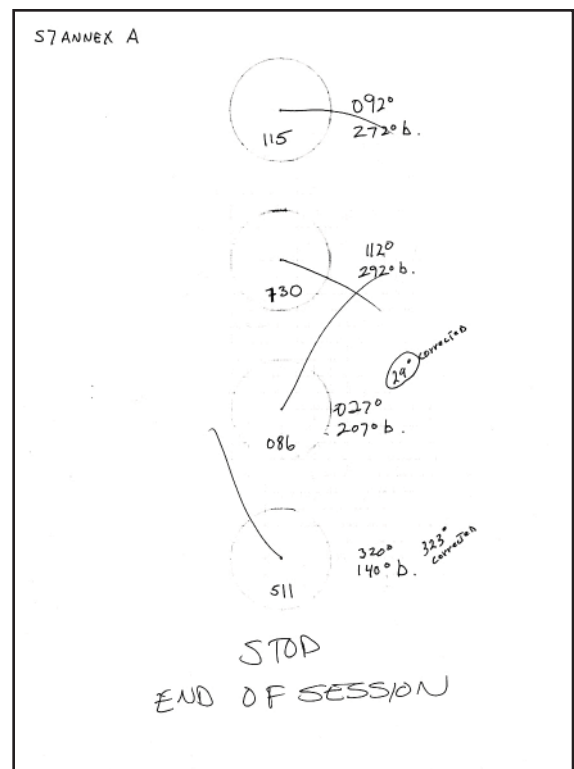 S7 ANNEX A
092°
272° b.
115
112°
292° b.
730
29° corrected
027°
207° b.
086
320°
140° b.
323°
corrected
511
STOP
END OF SESSION